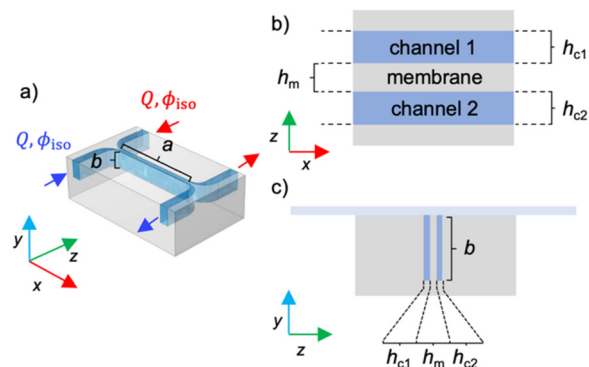 a)
Q, ϕiso
Q, ϕiso
a
b
y
z
x
b)
channel 1
membrane
channel 2
hc1
hm
hc2
z
x
c)
b
y
z
hc1 hm hc2